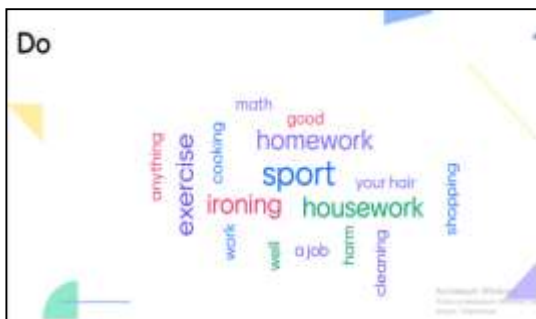 Do
math
good
homework
anything
exercise
cooking
sport
your hair
shopping
ironing
housework
work
well
a job
harm
cleaning